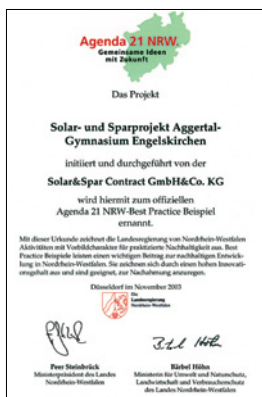 Agenda 21 NRW.
Gemeinsame Ideen
mit Zukunft
Das Projekt
Solar- und Sparprojekt Aggertal-
Gymnasium Engelskirchen
initiiert und durchgeführt von der
Solar&Spar Contract GmbH&Co. KG
wird hiermit zum offiziellen
Agenda 21 NRW-Best Practice Beispiel
ernannt.
Mit dieser Urkunde zeichnet die Landesregierung von Nordrhein-Westfalen
Aktivitäten mit Vorbildcharakter für praktizierte Nachhaltigkeit aus. Best
Practice Beispiele leisten einen wichtigen Beitrag zur nachhaltigen Entwick-
lung in Nordrhein-Westfalen. Sie zeichnen sich durch einen hohen Innovati-
onsgehalt aus und sind geeignet, zur Nachahmung anzuregen.
Düsseldorf im November 2003
Die
Landesregierung
Nordrhein-Westfalen
Bärbel Höhn
Peer Steinbrück
Ministerpräsident des Landes
Nordrhein-Westfalen
Bärbel Höhn
Ministerin für Umwelt und Naturschutz,
Landwirtschaft und Verbraucherschutz
des Landes Nordrhein-Westfalen